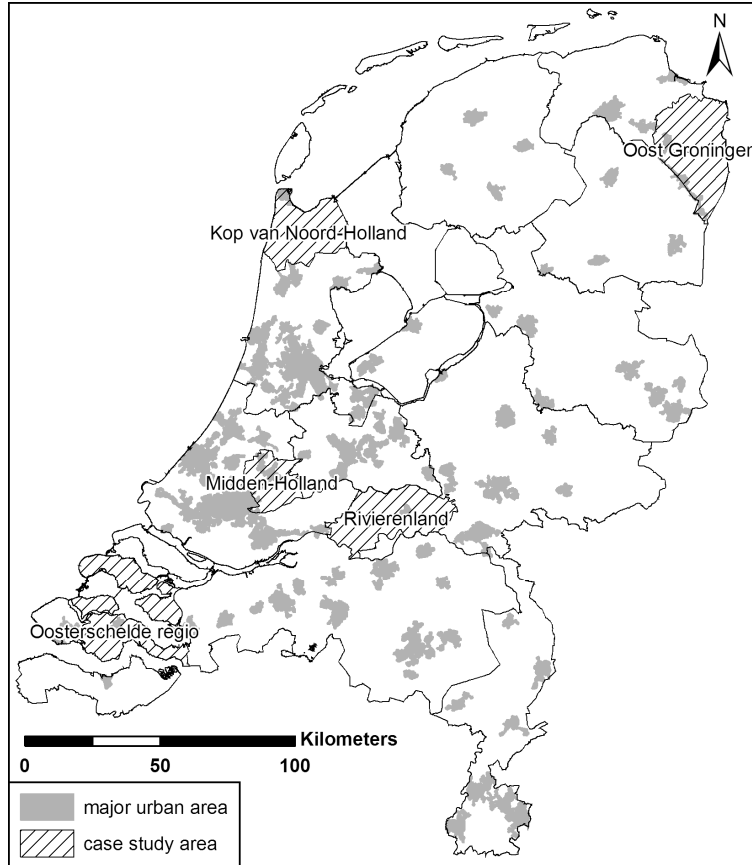 N
Oost Groningen
Kop van Noord-Holland
Midden-Holland
Rivierenland
Oosterschelde regio
Kilometers
0 50 100
major urban area
case study area